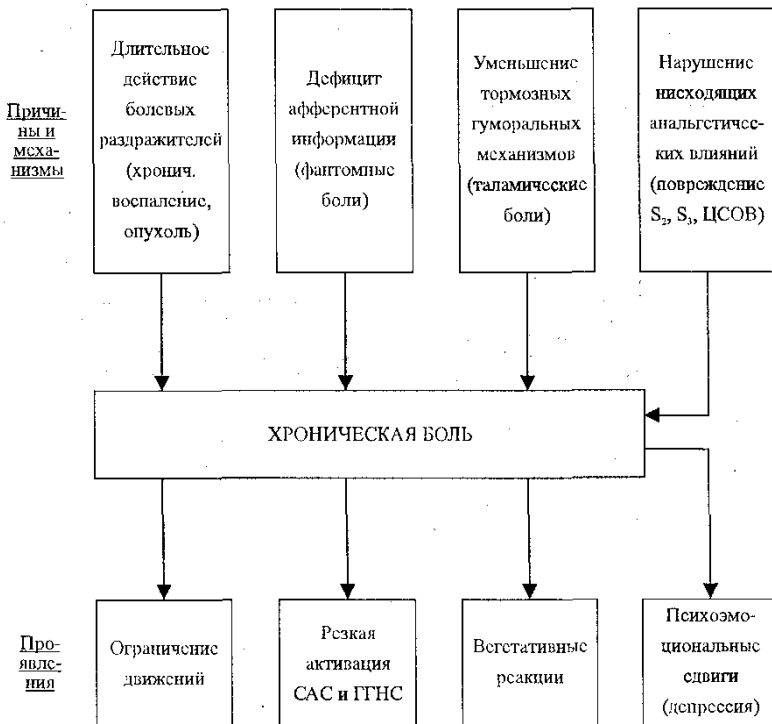 Причи-
ны и
меха-
низмы
Длительное
действие
болевых
раздражителей
(хронич.
воспаление,
опухоль)
Дефицит
афферентной
информации
(фантомные
боли)
Уменьшение
тормозных
гуморальных
механизмов
(таламические
боли)
Нарушение
нисходящих
анальгетичес-
ких влияний
(повреждение
S₂, S₃, ЦСОВ)
ХРОНИЧЕСКАЯ БОЛЬ
Про-
явле-
ния
Ограничение
движений
Резкая
активация
САС и ГГНС
Вегетативные
реакции
Психоэмо-
циональные
сдвиги
(депрессия)